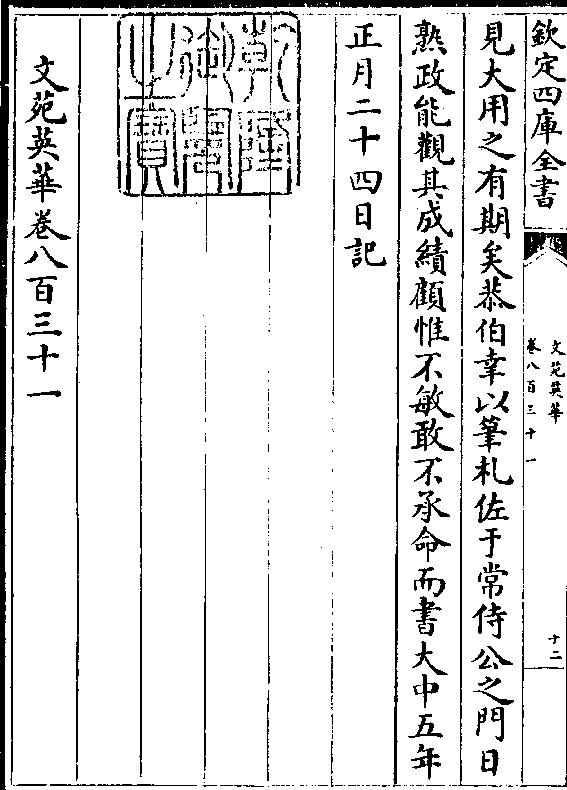 欽定四庫全書
文苑英華
卷八百三十一
十二
見大用之有期矣恭伯幸以筆札佐于常侍公之門日
熟政能觀其成績顧惟不敏敢不承命而書大中五年
正月二十四日記
乾隆御覽之寶
文苑英華卷八百三十一